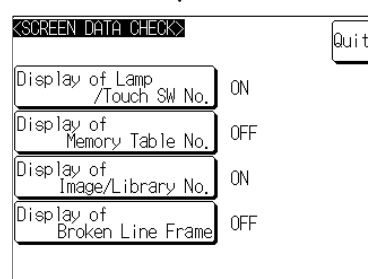 <SCREEN DATA CHECK>
Quit
Display of Lamp
/Touch SW No.
ON
Display of
Memory Table No.
OFF
Display of
Image/Library No.
ON
Display of
Broken Line Frame
OFF